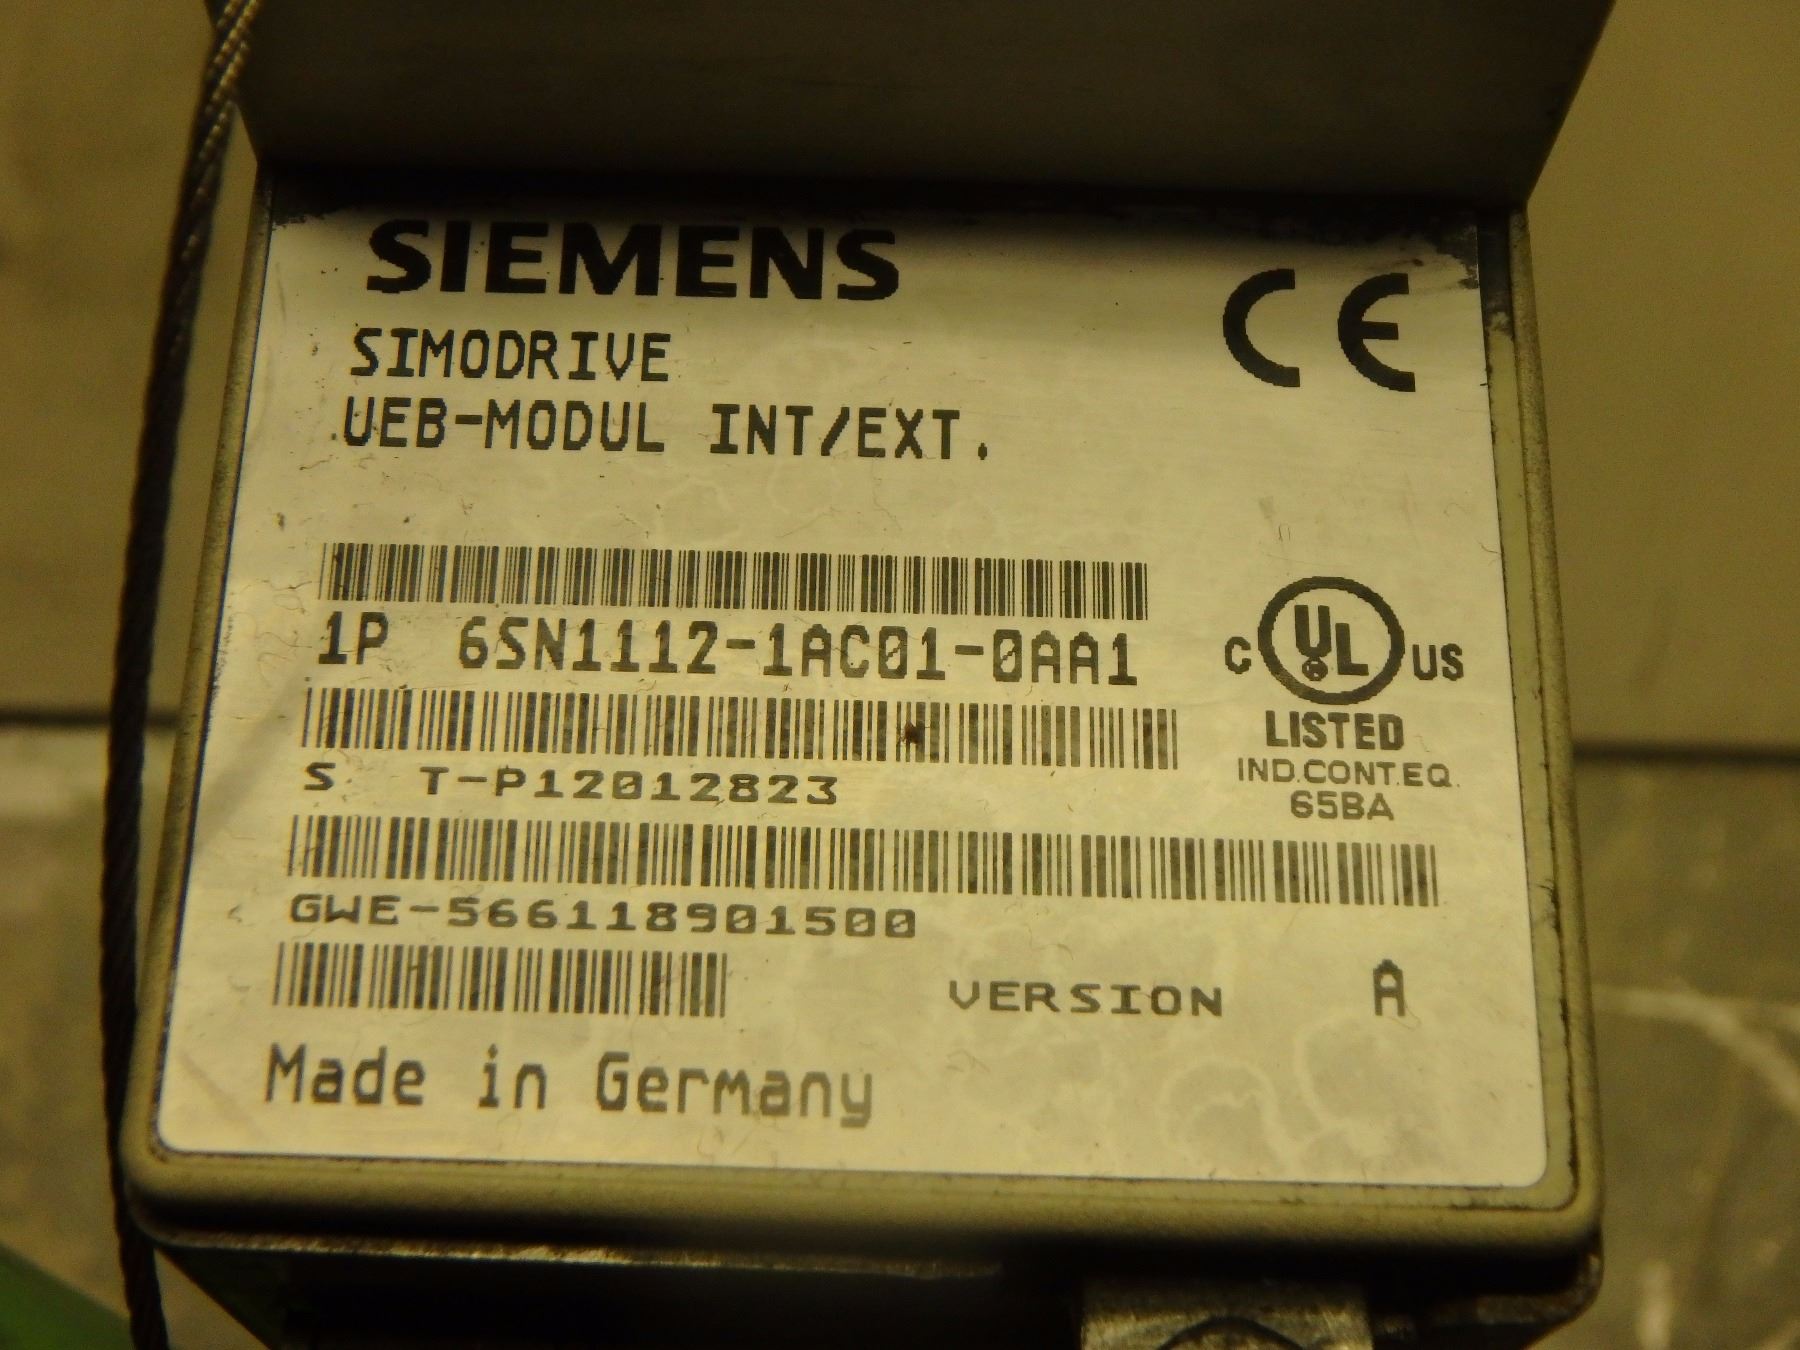 SIEMENS
CE
SIMODRIVE
UEB-MODUL INT/EXT.
1P 6SN1112-1AC01-0AA1
C UL US
®
LISTED
IND.CONT.EQ.
65BA
S T-P12012823
GWE-566118901500
VERSION A
Made in Germany